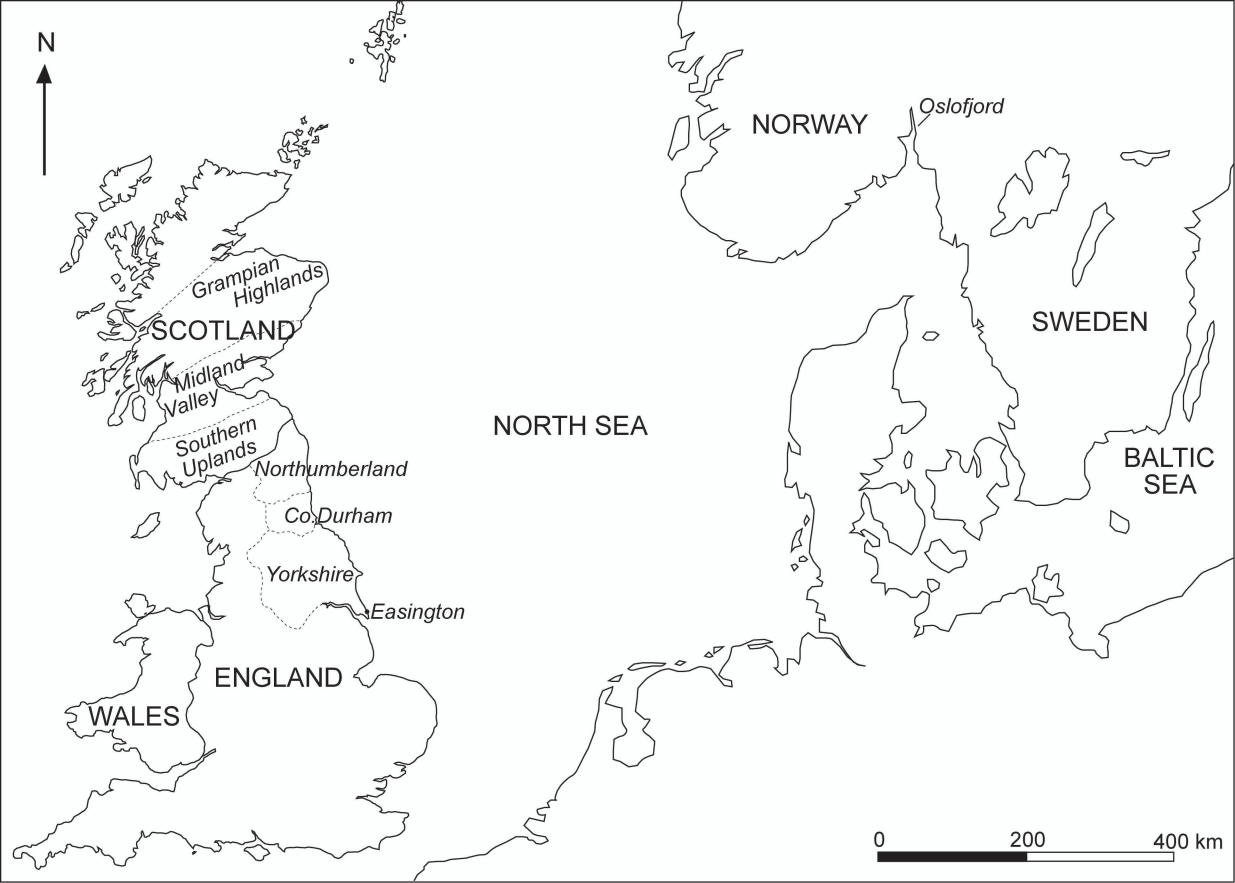 N
Oslofjord
NORWAY
Grampian
Highlands
SCOTLAND
SWEDEN
Midland
Valley
NORTH SEA
Southern
Uplands
BALTIC
SEA
Northumberland
Co.Durham
Yorkshire
Easington
ENGLAND
WALES
0 200 400 km